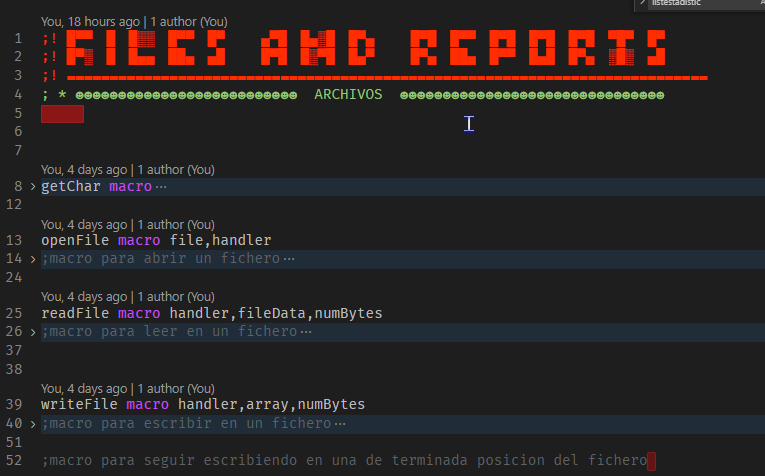 listestadistic
You, 18 hours ago | 1 author (You)
1 ;! FILES AND REPORTS
2 ;!
3 ;!
4 ; * ARCHIVOS
5
6
7
You, 4 days ago | 1 author (You)
8 > getChar macro ...
12
You, 4 days ago | 1 author (You)
13 openFile macro file,handler
14 > ;macro para abrir un fichero ...
24
You, 4 days ago | 1 author (You)
25 readFile macro handler,fileData,numBytes
26 > ;macro para leer en un fichero ...
37
38
You, 4 days ago | 1 author (You)
39 writeFile macro handler,array,numBytes
40 > ;macro para escribir en un fichero ...
51
52 ;macro para seguir escribiendo en una de terminada posicion del fichero